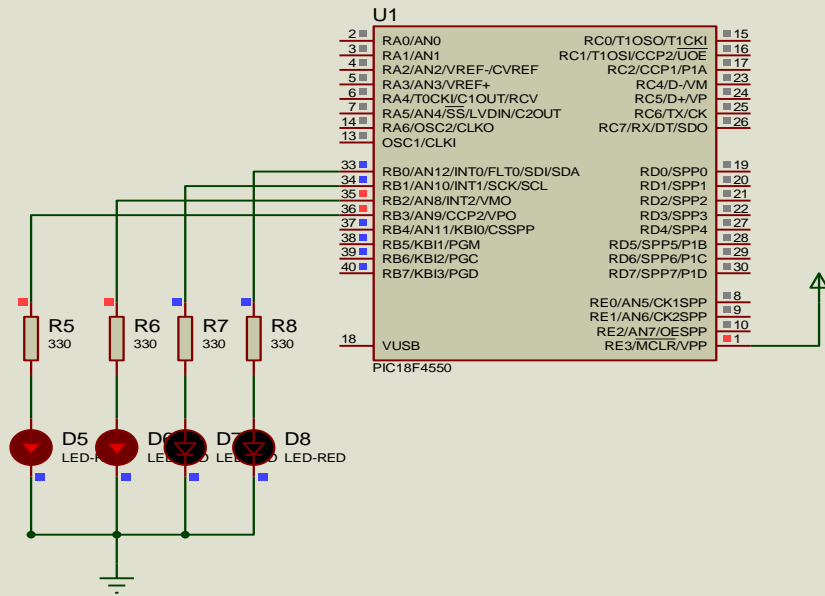 U1
2 RA0/AN0 RC0/T1OSO/T1CKI 15
3 RA1/AN1 RC1/T1OSI/CCP2/UOE 16
4 RA2/AN2/VREF-/CVREF RC2/CCP1/P1A 17
5 RA3/AN3/VREF+ RC4/D-/VM 23
6 RA4/T0CKI/C1OUT/RCV RC5/D+/VP 24
7 RA5/AN4/SS/LVDIN/C2OUT RC6/TX/CK 25
14 RA6/OSC2/CLKO RC7/RX/DT/SDO 26
13 OSC1/CLKI
33 RB0/AN12/INT0/FLT0/SDI/SDA RD0/SPP0 19
34 RB1/AN10/INT1/SCK/SCL RD1/SPP1 20
35 RB2/AN8/INT2/VMO RD2/SPP2 21
36 RB3/AN9/CCP2/VPO RD3/SPP3 22
37 RB4/AN11/KBI0/CSSPP RD4/SPP4 27
38 RB5/KBI1/PGM RD5/SPP5/P1B 28
39 RB6/KBI2/PGC RD6/SPP6/P1C 29
40 RB7/KBI3/PGD RD7/SPP7/P1D 30
RE0/AN5/CK1SPP 8
RE1/AN6/CK2SPP 9
RE2/AN7/OESPP 10
18 VUSB RE3/MCLR/VPP 1
PIC18F4550
R5 R6 R7 R8
330 330 330 330
D5 D8
LED-RED